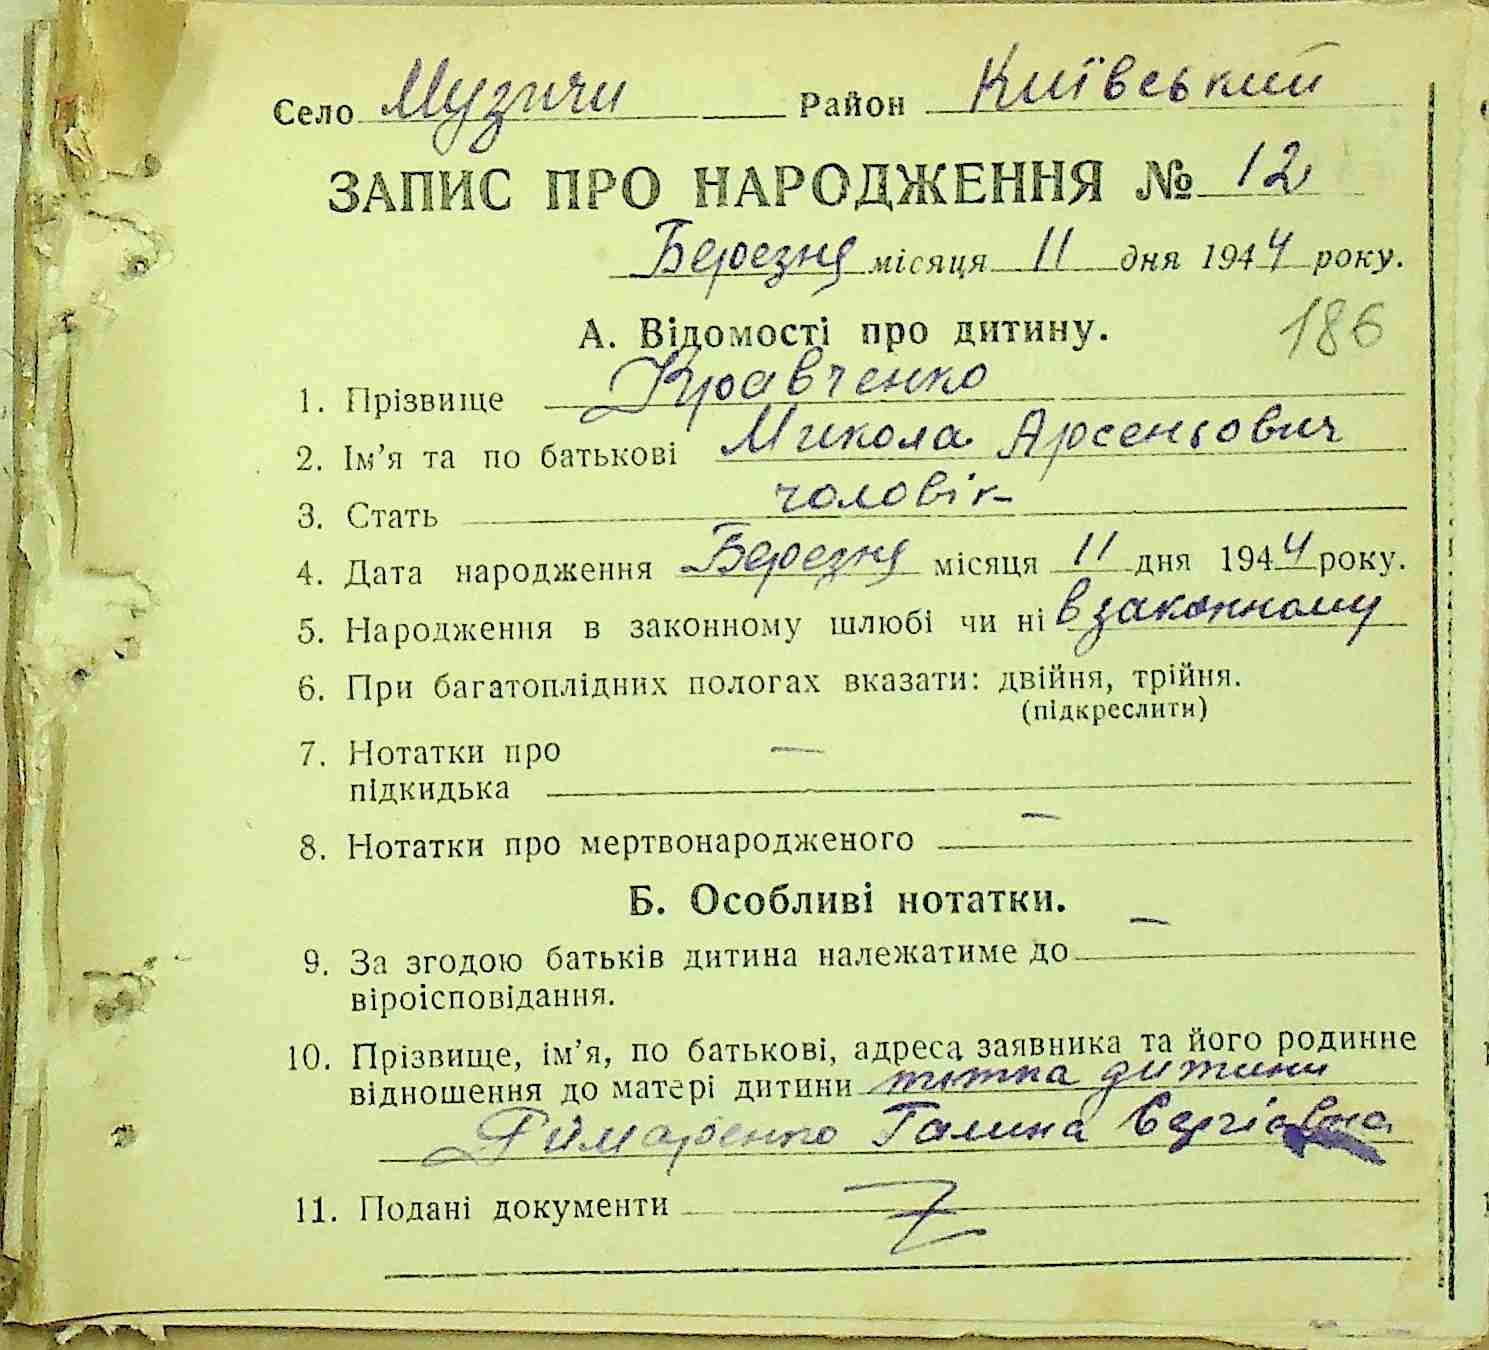 Село Музичи Район Київський
ЗАПИС ПРО НАРОДЖЕННЯ № 12
Березня місяця 11 дня 1944 року.
186
А. Відомості про дитину.
1. Прізвище Кравченко
2. Ім'я та по батькові Микола Арсеньович
3. Стать чоловік
4. Дата народження Березня місяця 11 дня 1944 року.
5. Народження в законному шлюбі чи ні в законному
6. При багатоплідних пологах вказати: двійня, трійня.
(підкреслити)
7. Нотатки про —
підкидька
8. Нотатки про мертвонародженого —
Б. Особливі нотатки.
9. За згодою батьків дитина належатиме до —
віроісповідання.
10. Прізвище, ім'я, по батькові, адреса заявника та його родинне
відношення до матері дитини тітка дитини
Римаренко Галина Сергіївна
11. Подані документи